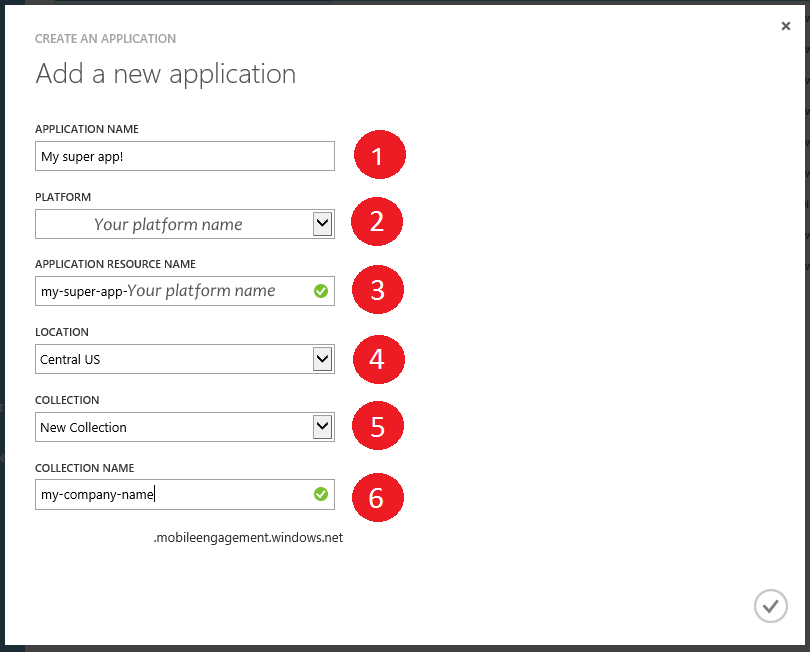 CREATE AN APPLICATION
Add a new application
APPLICATION NAME
My super app!
1
PLATFORM
Your platform name
2
APPLICATION RESOURCE NAME
my-super-app-Your platform name
3
LOCATION
Central US
4
COLLECTION
New Collection
5
COLLECTION NAME
my-company-name
6
.mobileengagement.windows.net